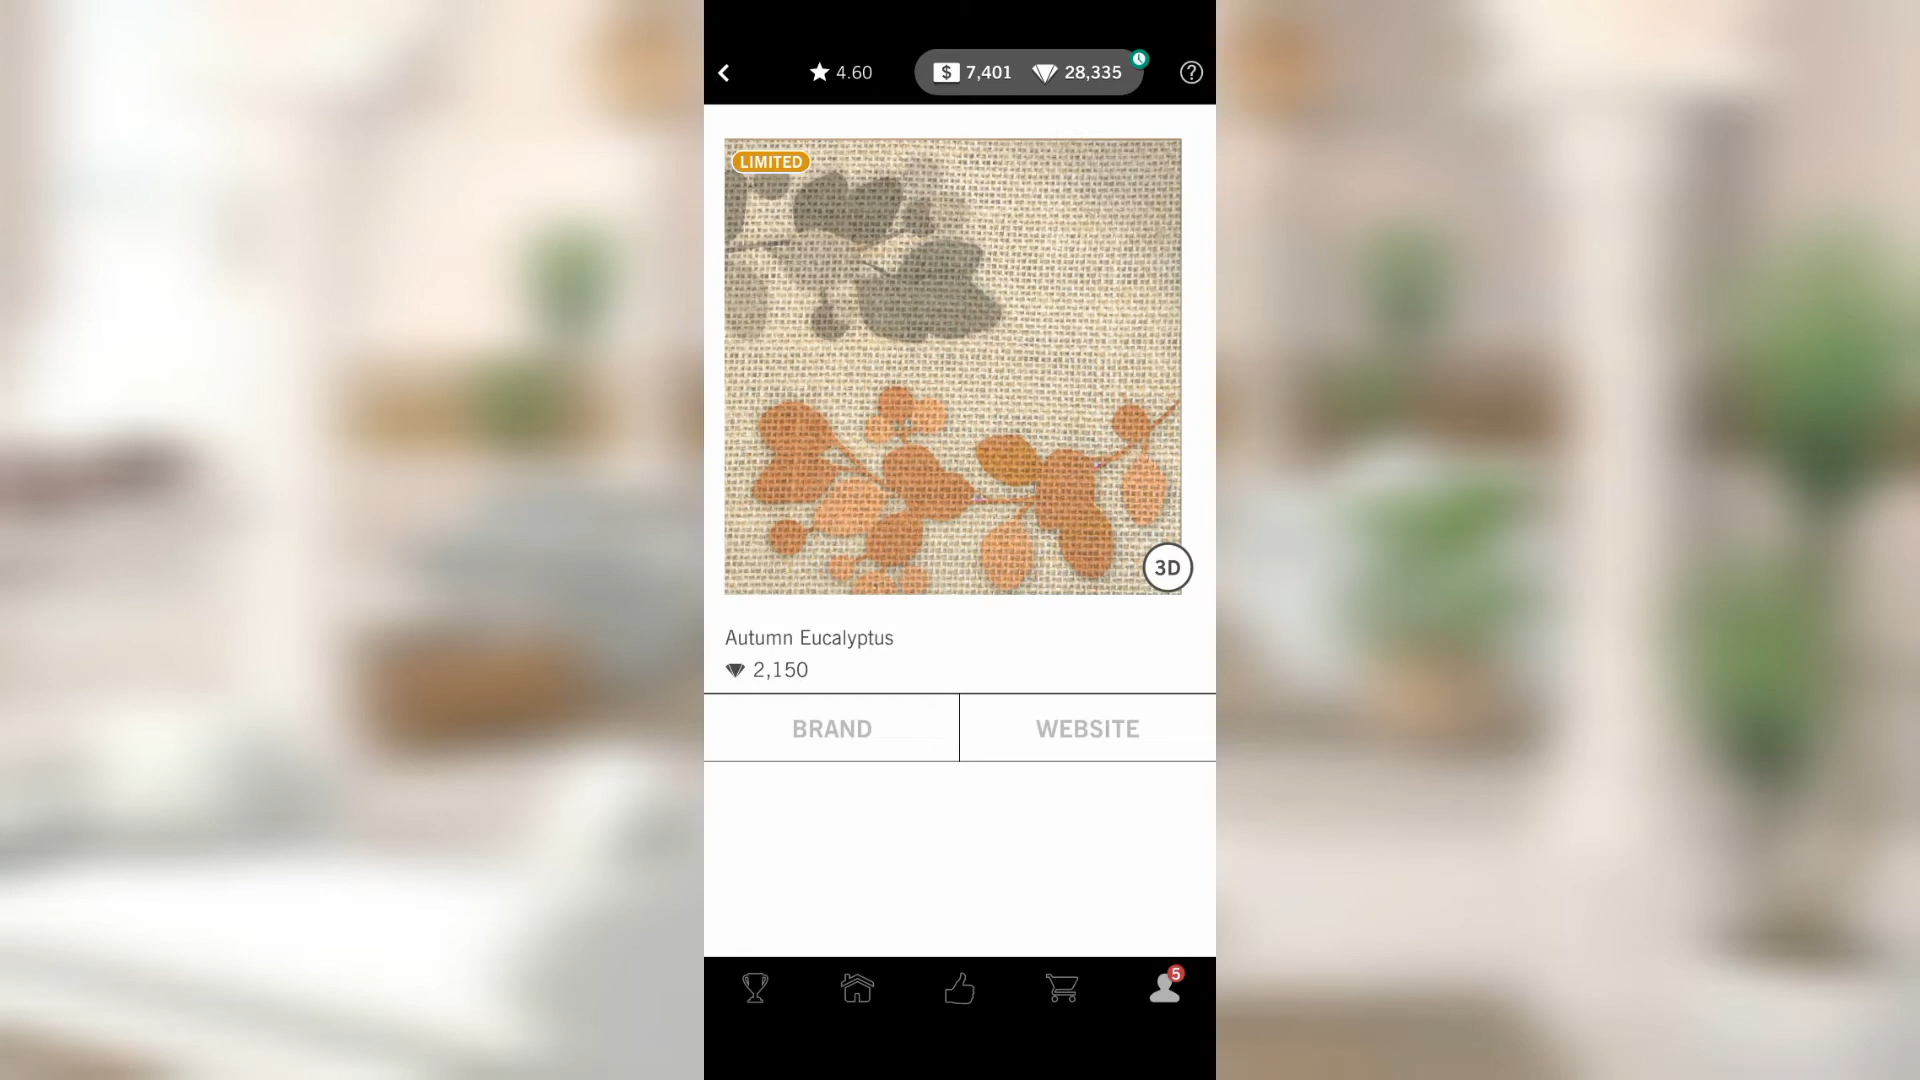 4.60
$ 7,401
28,335
?
LIMITED
3D
Autumn Eucalyptus
2,150
BRAND
WEBSITE
5